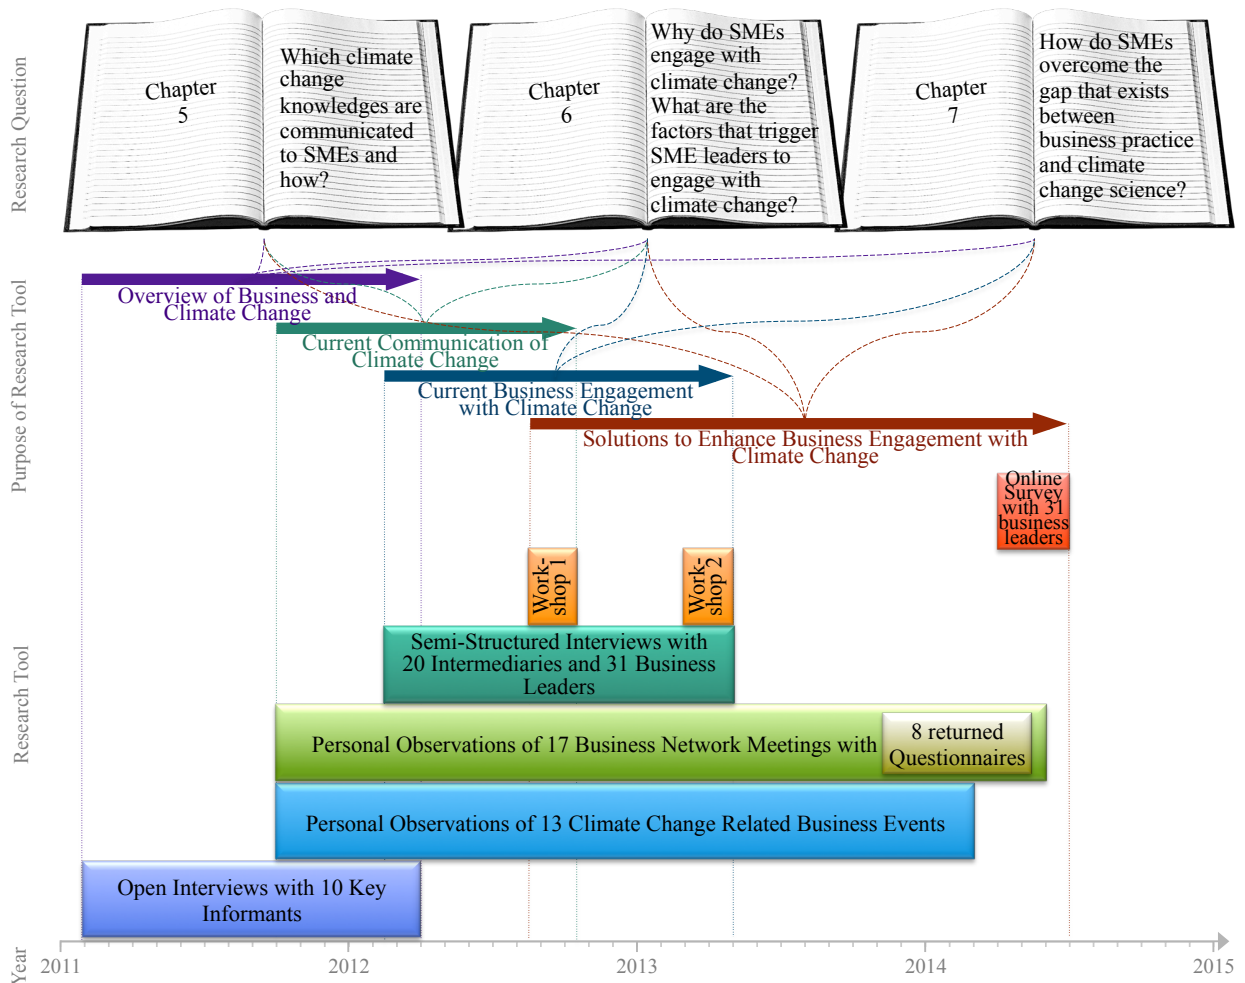 Research Question
Chapter
5
Which climate
change
knowledges are
communicated
to SMEs and
how?
Chapter
6
Why do SMEs
engage with
climate change?
What are the
factors that trigger
SME leaders to
engage with
climate change?
Chapter
7
How do SMEs
overcome the
gap that exists
between
business practice
and climate
change science?
Purpose of Research Tool
Overview of Business and
Climate Change
Current Communication of
Climate Change
Current Business Engagement
with Climate Change
Solutions to Enhance Business Engagement with
Climate Change
Research Tool
Online
Survey
with 31
business
leaders
Work-
shop 1
Work-
shop 2
Semi-Structured Interviews with
20 Intermediaries and 31 Business
Leaders
Personal Observations of 17 Business Network Meetings with
8 returned
Questionnaires
Personal Observations of 13 Climate Change Related Business Events
Open Interviews with 10 Key
Informants
Year
2011
2012
2013
2014
2015